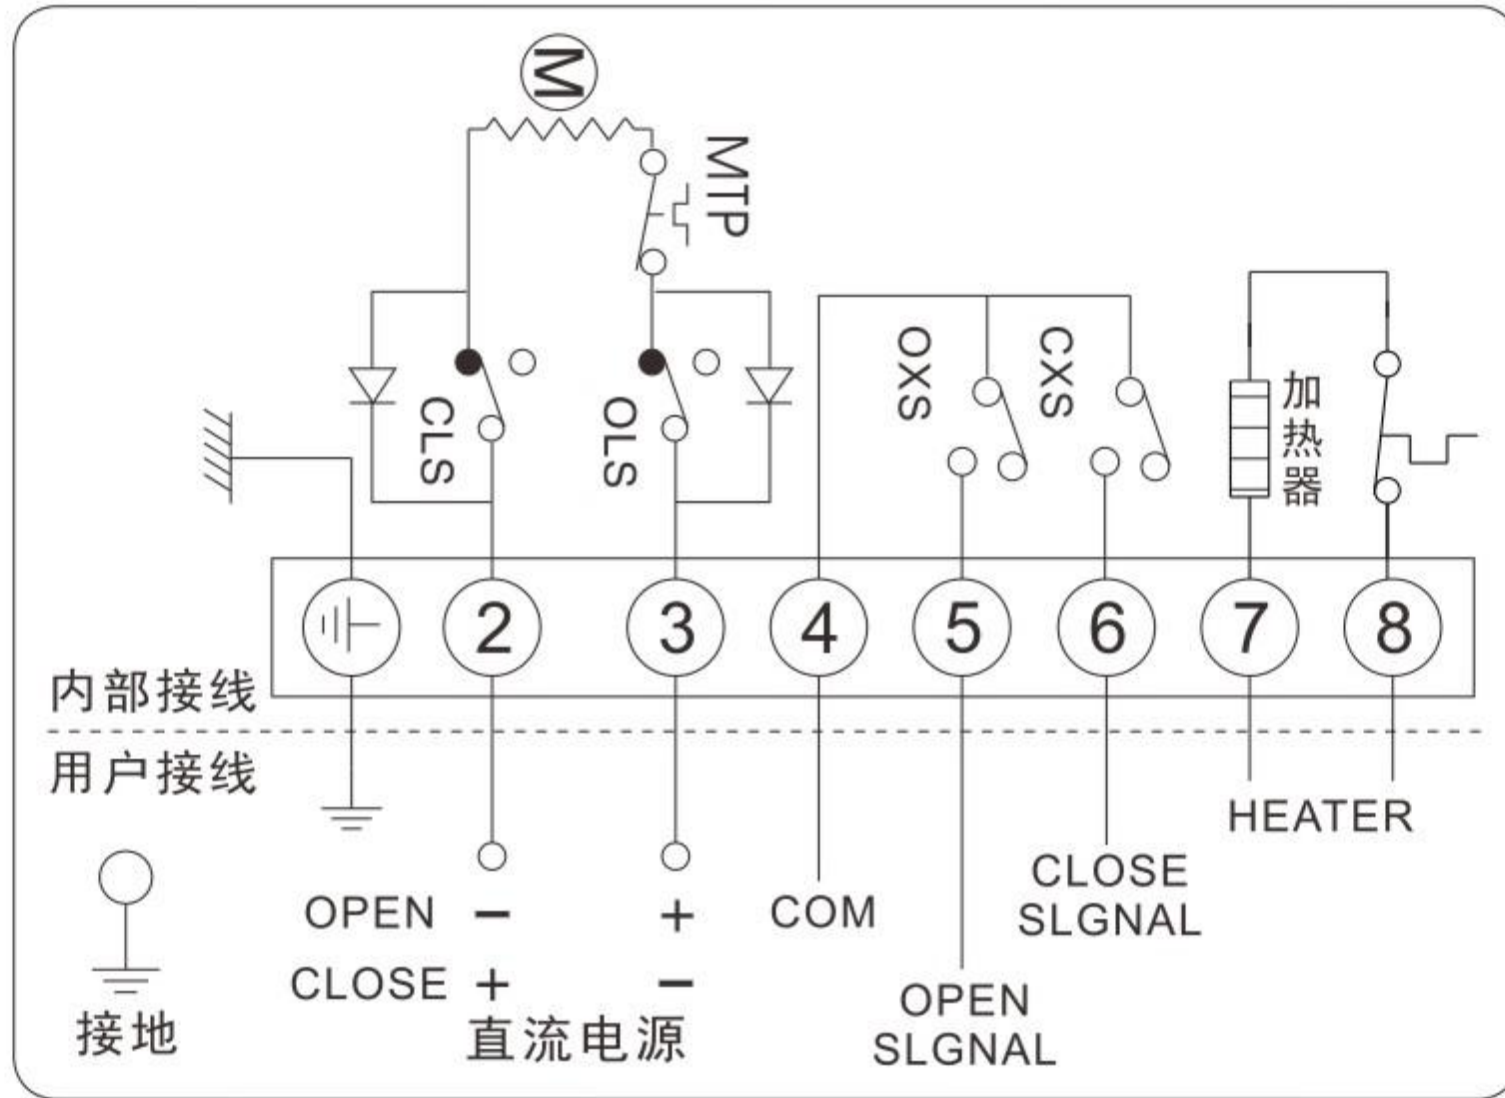 M
MTP
CLS
OLS
OXS
CXS
加热器
2 3 4 5 6 7 8
内部接线
用户接线
HEATER
CLOSE
SLGNAL
OPEN − +
COM
CLOSE + −
直流电源
OPEN
SLGNAL
接地